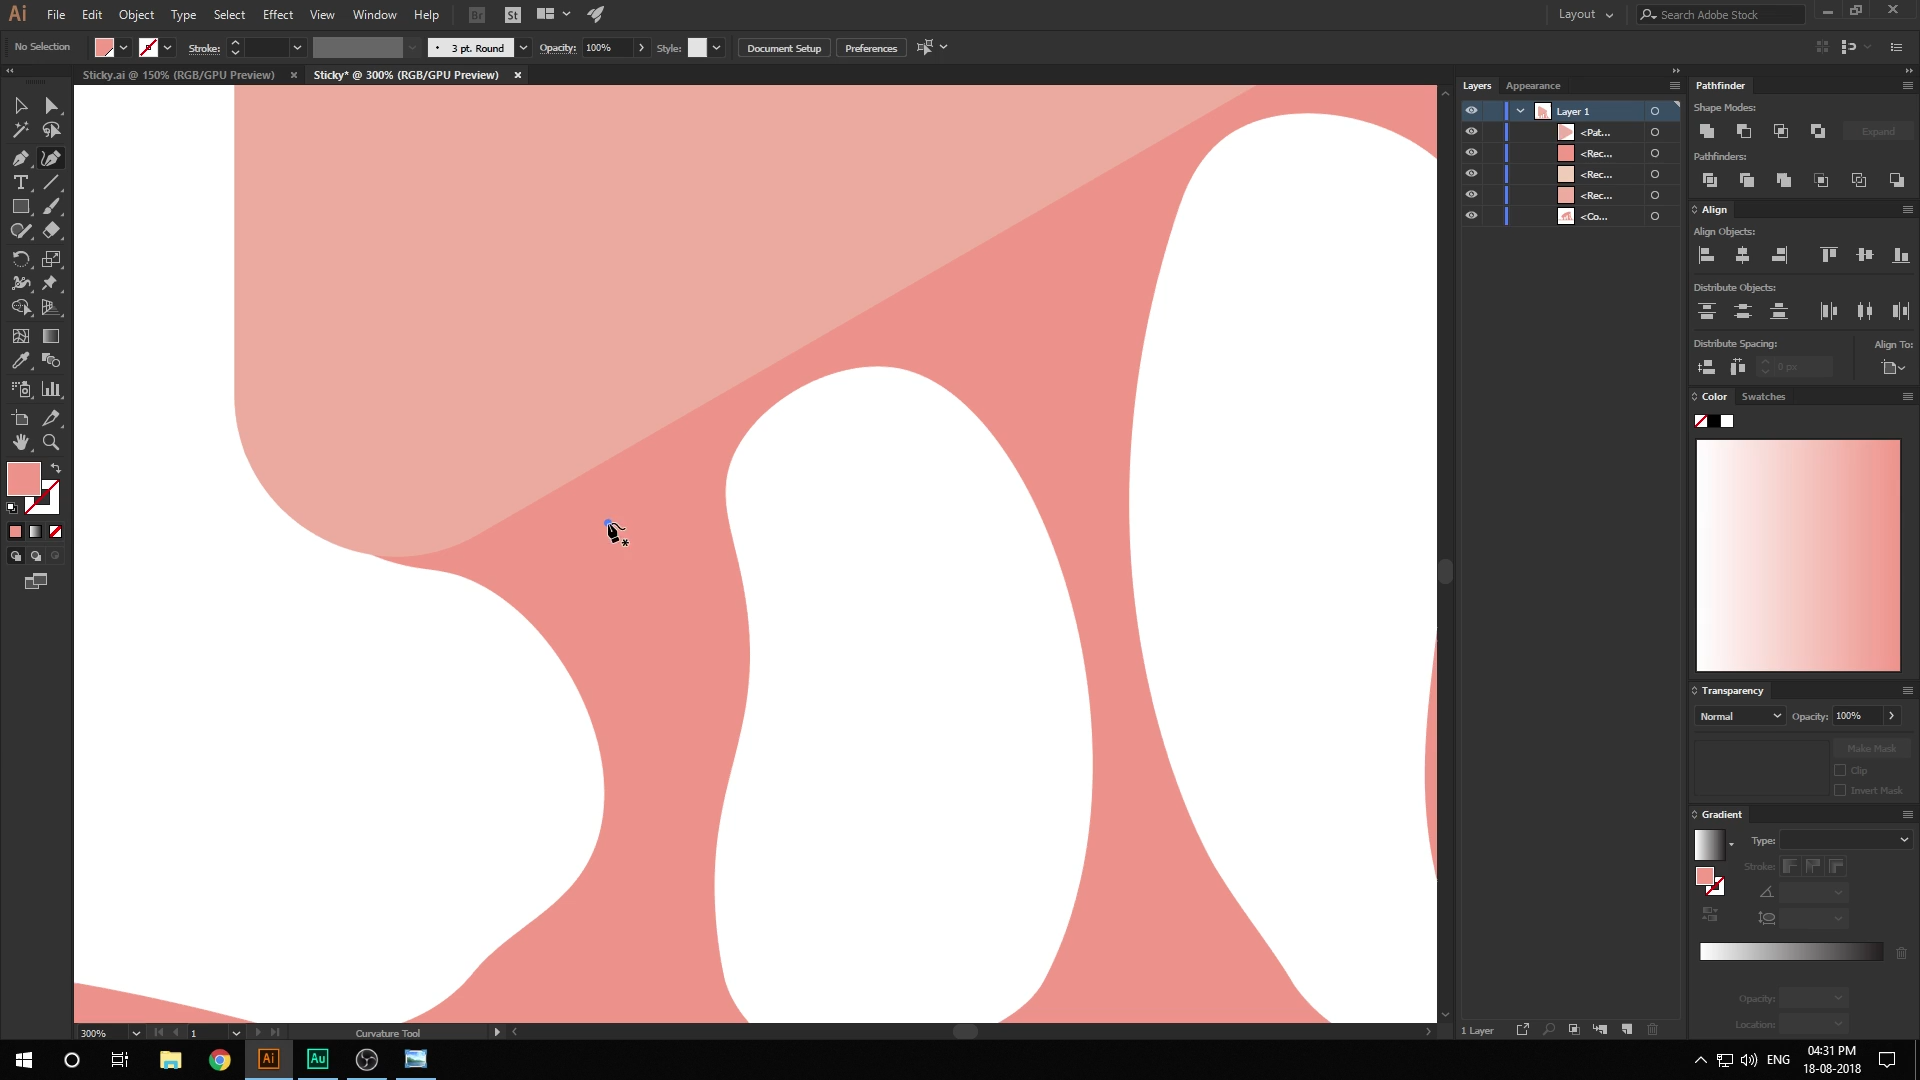 Ai File Edit Object Type Select Effect View Window Help Br St Layout Search Adobe Stock
No Selection Stroke: 3 pt. Round Opacity: 100% Style: Document Setup Preferences
Sticky.ai @ 150% (RGB/GPU Preview) × Sticky* @ 300% (RGB/GPU Preview) ×
Layers Appearance
Layer 1
<Pat...
<Rec...
<Rec...
<Rec...
<Co...
Pathfinder
Shape Modes:
Expand
Pathfinders:
Align
Align Objects:
Distribute Objects:
Distribute Spacing: Align To:
0 px
Color Swatches
Transparency
Normal Opacity: 100%
Make Mask
Clip
Invert Mask
Gradient
Type:
Stroke:
Opacity:
Location:
300% 1 Curvature Tool
1 Layer
Ai Au ENG 04:31 PM
18-08-2018